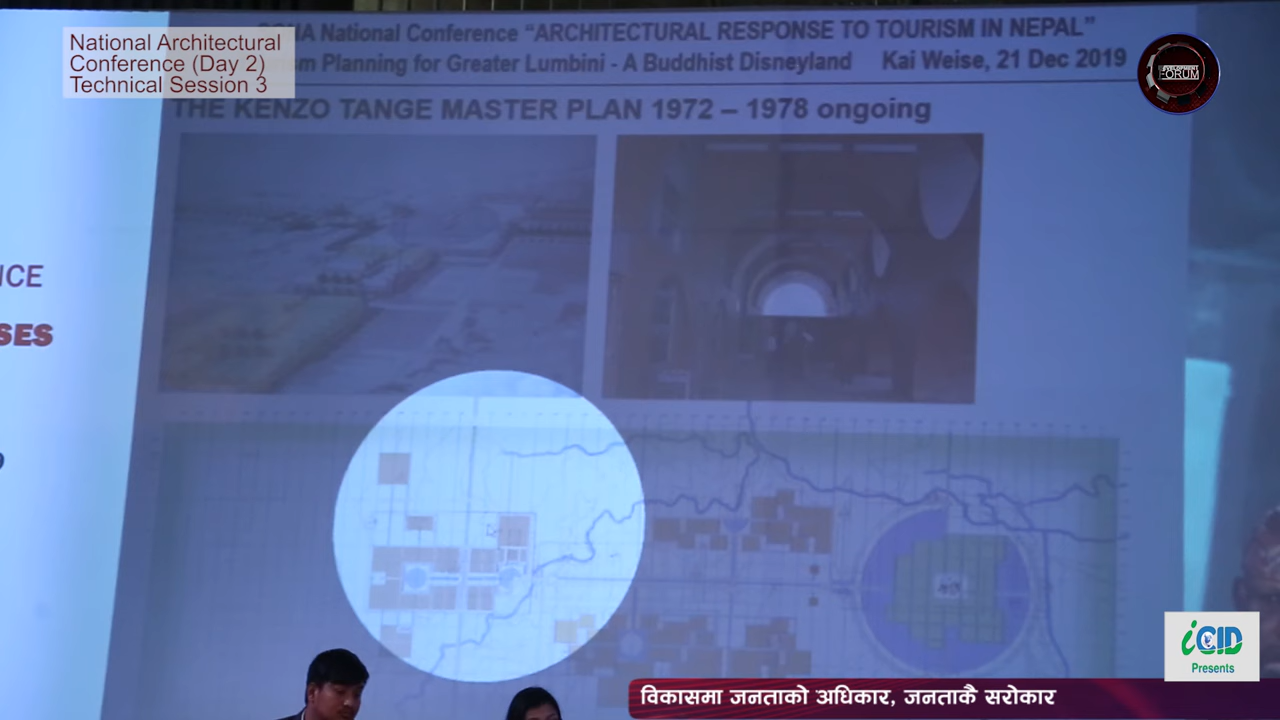 National Architectural
Conference (Day 2)
Technical Session 3
National Conference “ARCHITECTURAL RESPONSE TO TOURISM IN NEPAL”
Planning for Greater Lumbini - A Buddhist Disneyland Kai Weise, 21 Dec 2019
THE KENZO TANGE MASTER PLAN 1972 – 1978 ongoing
FORUM
iCID
Presents
विकासमा जनताको अधिकार, जनताकै सरोकार